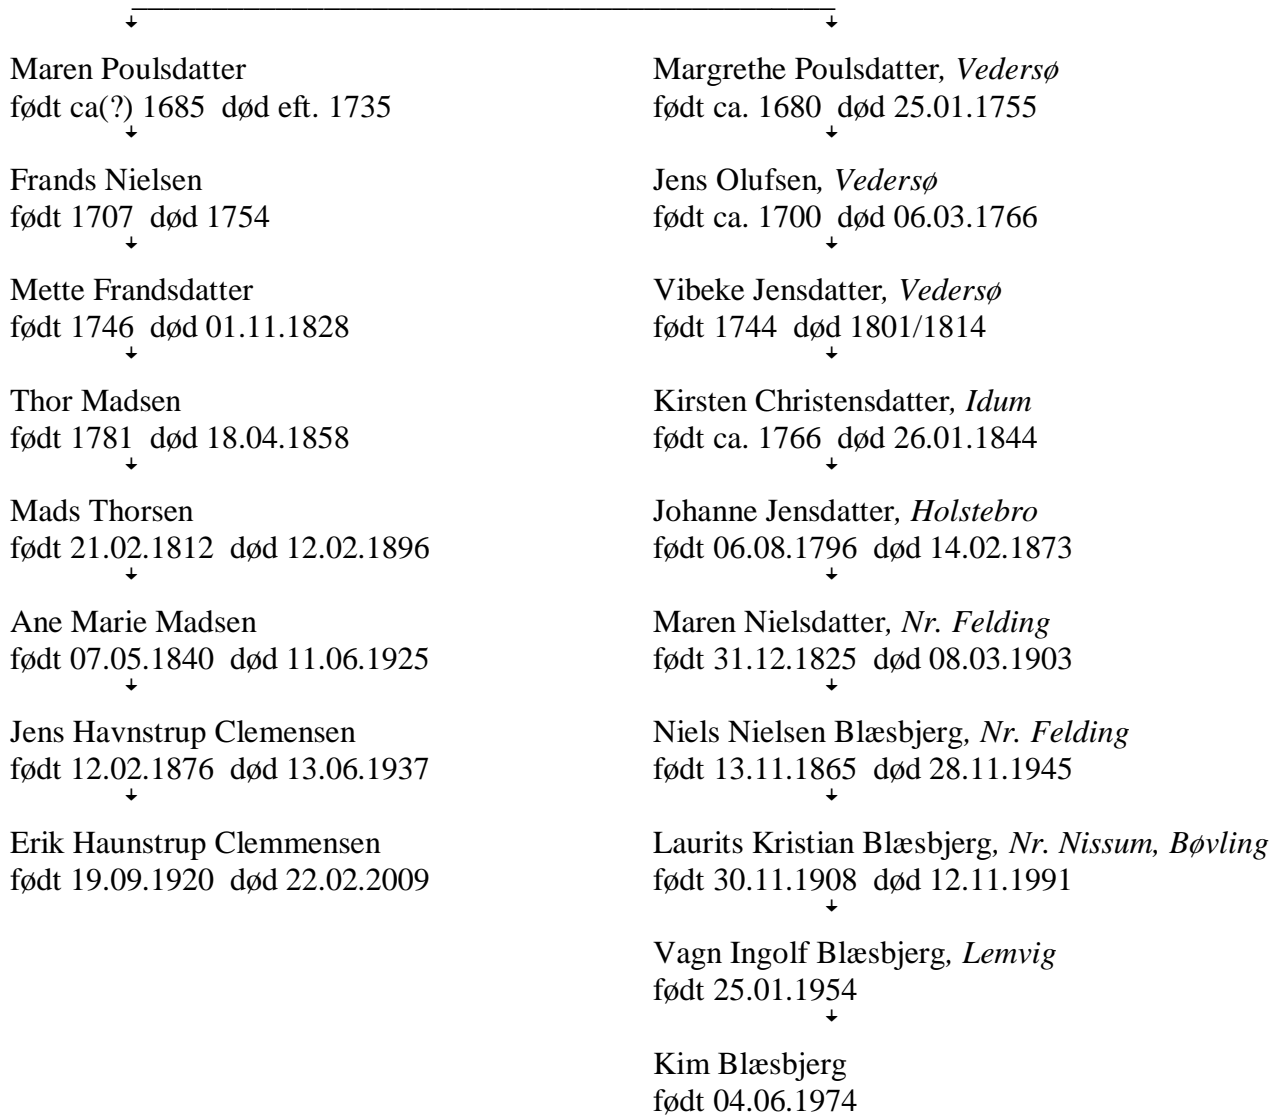 Maren Poulsdatter
født ca(?) 1685  død eft. 1735
Frands Nielsen
født 1707  død 1754
Mette Frandsdatter
født 1746  død 01.11.1828
Thor Madsen
født 1781  død 18.04.1858
Mads Thorsen
født 21.02.1812  død 12.02.1896
Ane Marie Madsen
født 07.05.1840  død 11.06.1925
Jens Havnstrup Clemensen
født 12.02.1876  død 13.06.1937
Erik Haunstrup Clemmensen
født 19.09.1920  død 22.02.2009
Margrethe Poulsdatter, Vedersø
født ca. 1680  død 25.01.1755
Jens Olufsen, Vedersø
født ca. 1700  død 06.03.1766
Vibeke Jensdatter, Vedersø
født 1744  død 1801/1814
Kirsten Christensdatter, Idum
født ca. 1766  død 26.01.1844
Johanne Jensdatter, Holstebro
født 06.08.1796  død 14.02.1873
Maren Nielsdatter, Nr. Felding
født 31.12.1825  død 08.03.1903
Niels Nielsen Blæsbjerg, Nr. Felding
født 13.11.1865  død 28.11.1945
Laurits Kristian Blæsbjerg, Nr. Nissum, Bøvling
født 30.11.1908  død 12.11.1991
Vagn Ingolf Blæsbjerg, Lemvig
født 25.01.1954
Kim Blæsbjerg
født 04.06.1974